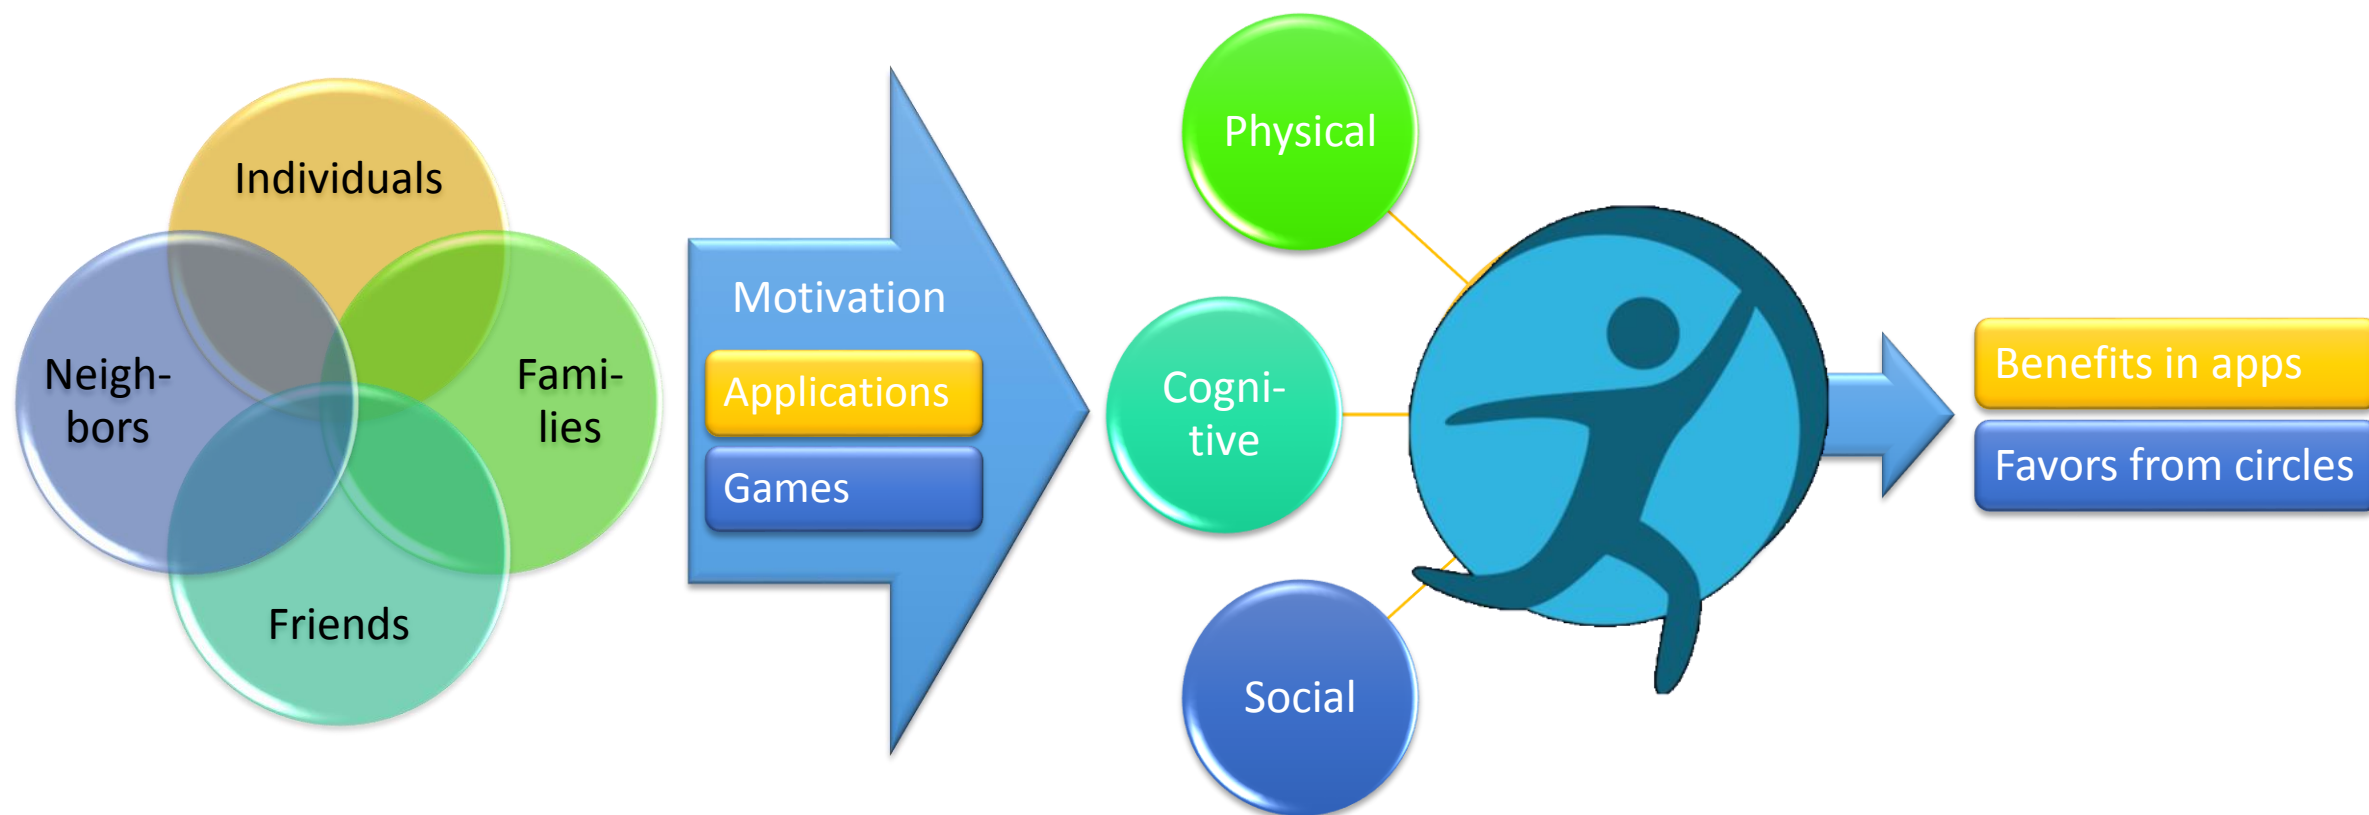 Individuals
Neigh-
bors
Fami-
lies
Friends
Motivation
Applications
Games
Physical
Cogni-
tive
Social
Benefits in apps
Favors from circles